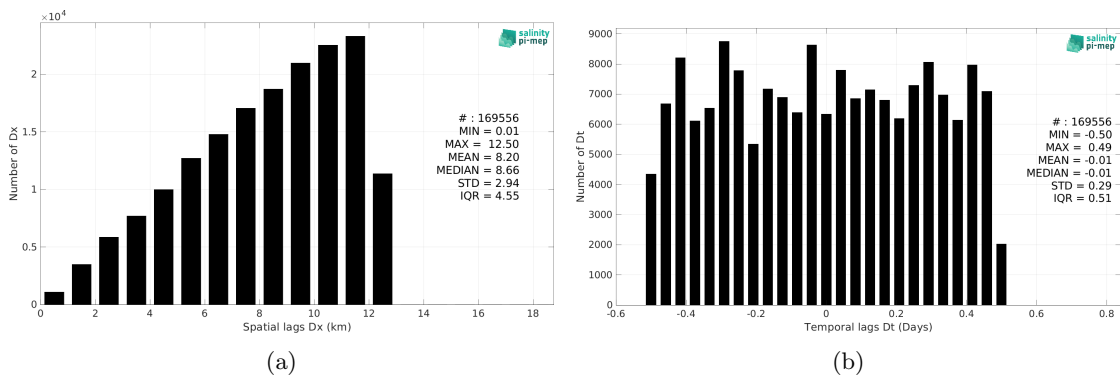 ×10⁴
2
1.5
1
0.5
0
Number of Dx
0 2 4 6 8 10 12 14 16 18
Spatial lags Dx (km)
salinity
pi-mep
# : 169556
MIN = 0.01
MAX = 12.50
MEAN = 8.20
MEDIAN = 8.66
STD = 2.94
IQR = 4.55
(a)
9000
8000
7000
6000
5000
4000
3000
2000
1000
0
Number of Dt
-0.6 -0.4 -0.2 0 0.2 0.4 0.6 0.8
Temporal lags Dt (Days)
salinity
pi-mep
# : 169556
MIN = -0.50
MAX = 0.49
MEAN = -0.01
MEDIAN = -0.01
STD = 0.29
IQR = 0.51
(b)